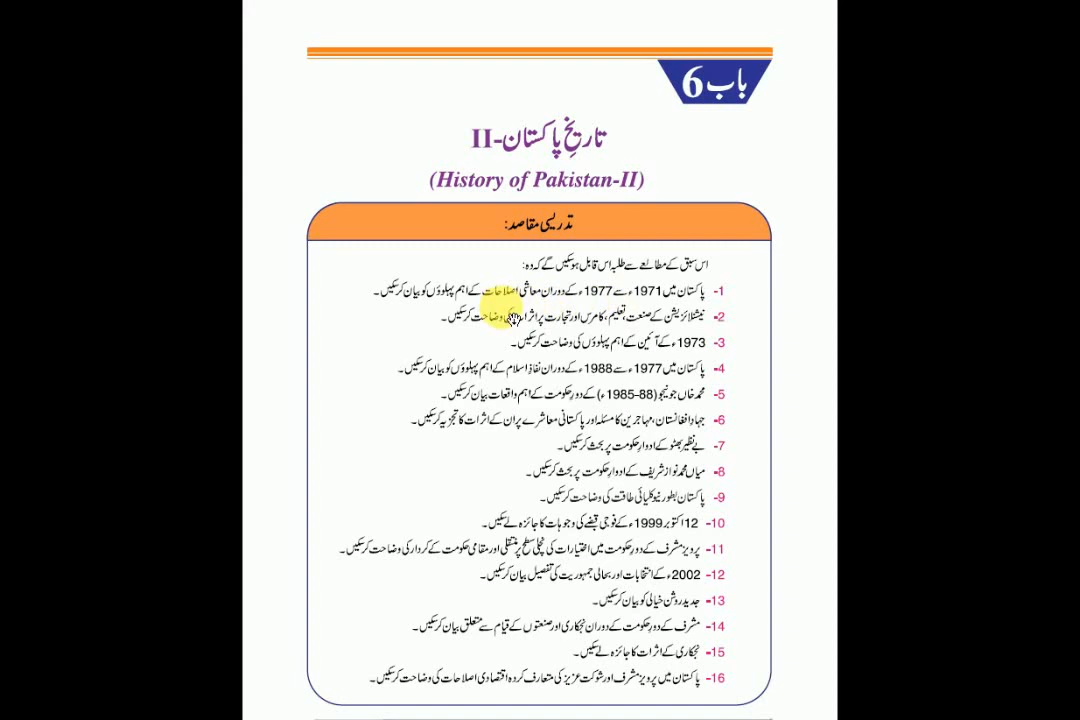 باب 6
تاریخِ پاکستان-II
(History of Pakistan-II)
تدریسی مقاصد:
اس سبق کے مطالعے سے طلبہ اس قابل ہو سکیں گے کہ وہ:
1- پاکستان میں 1971ء سے 1977ء کے دوران معاشی اصلاحات کے اہم پہلوؤں کو بیان کر سکیں۔
2- نیشنلائزیشن کے صنعت، تعلیم، کامرس اور تجارت پر اثرات کی وضاحت کر سکیں۔
3- 1973ء کے آئین کے اہم پہلوؤں کی وضاحت کر سکیں۔
4- پاکستان میں 1977ء سے 1988ء کے دوران نفاذِ اسلام کے اہم پہلوؤں کو بیان کر سکیں۔
5- محمد خاں جونیجو (88-1985ء) کے دورِ حکومت کے اہم واقعات بیان کر سکیں۔
6- جہادِ افغانستان، مہاجرین کا مسئلہ اور پاکستانی معاشرے پر ان کے اثرات کا تجزیہ کر سکیں۔
7- بے نظیر بھٹو کے ادوارِ حکومت پر بحث کر سکیں۔
8- میاں محمد نواز شریف کے ادوارِ حکومت پر بحث کر سکیں۔
9- پاکستان بطور نیوکلیائی طاقت کی وضاحت کر سکیں۔
10- 12 اکتوبر 1999ء کے فوجی قبضے کی وجوہات کا جائزہ لے سکیں۔
11- پرویز مشرف کے دورِ حکومت میں اختیارات کی نچلی سطح پر منتقلی اور مقامی حکومت کے کردار کی وضاحت کر سکیں۔
12- 2002ء کے انتخابات اور بحالی جمہوریت کی تفصیل بیان کر سکیں۔
13- جدید روشن خیالی کو بیان کر سکیں۔
14- مشرف کے دورِ حکومت کے دوران نجکاری اور صنعتوں کے قیام سے متعلق بیان کر سکیں۔
15- نجکاری کے اثرات کا جائزہ لے سکیں۔
16- پاکستان میں پرویز مشرف اور شوکت عزیز کی متعارف کردہ اقتصادی اصلاحات کی وضاحت کر سکیں۔